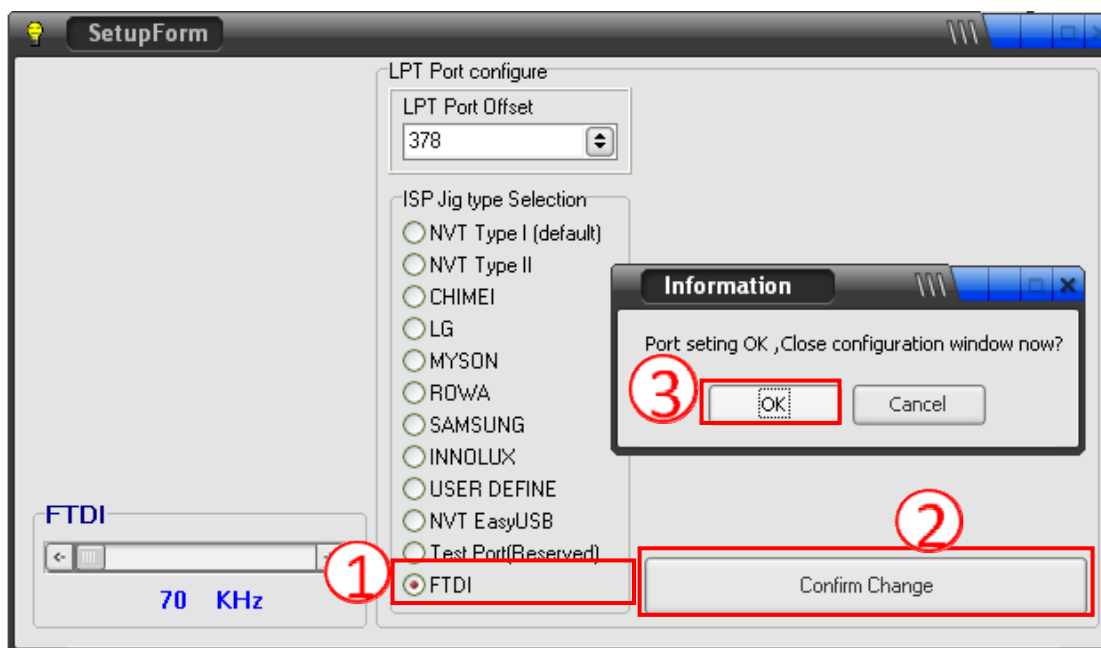 SetupForm
LPT Port configure
LPT Port Offset
378
ISP Jig type Selection
NVT Type I (default)
NVT Type II
CHIMEI
LG
MYSON
ROWA
SAMSUNG
INNOLUX
USER DEFINE
NVT EasyUSB
Test Port(Reserved)
FTDI
1
FTDI
70 KHz
Information
Port seting OK ,Close configuration window now?
3
OK
Cancel
2
Confirm Change